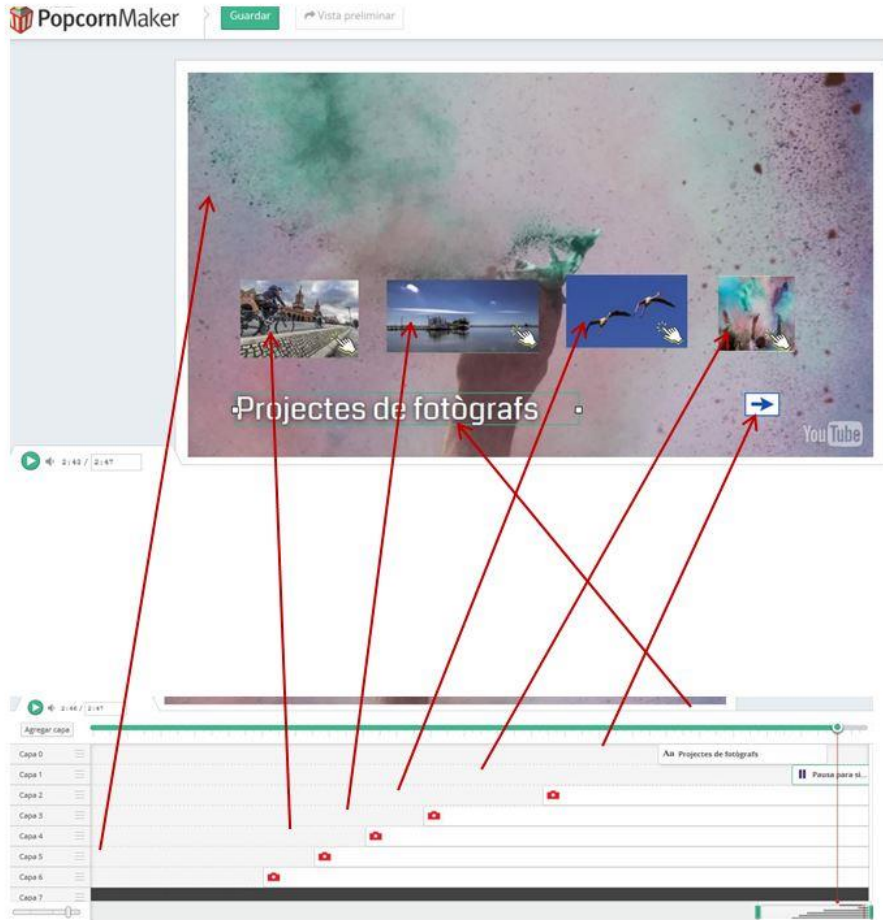 PopcornMaker
Guardar
Vista preliminar
Projectes de fotògrafs
YouTube
2:43 / 2:47
2:46 / 2:47
Agregar capa
Capa 0
Aa Projectes de fotògrafs
Capa 1
Pausa para si...
Capa 2
Capa 3
Capa 4
Capa 5
Capa 6
Capa 7